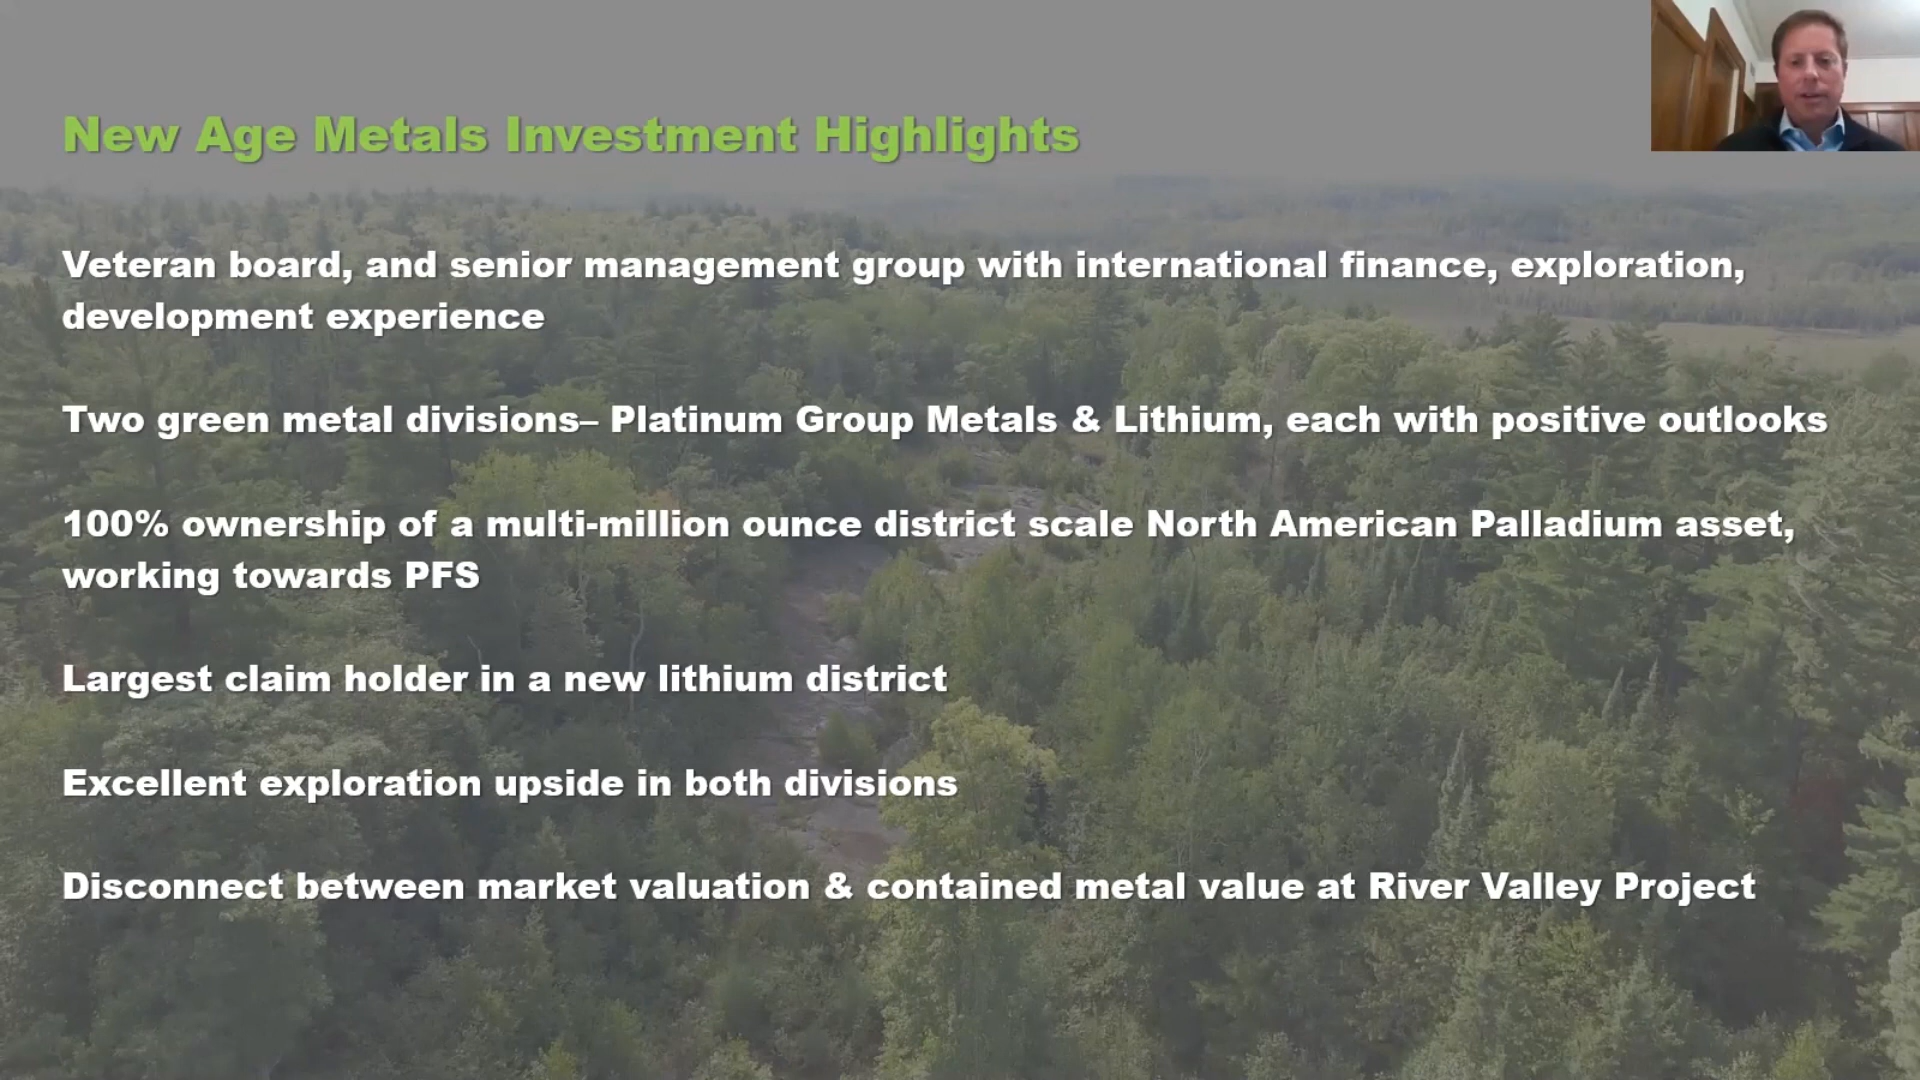 New Age Metals Investment Highlights
Veteran board, and senior management group with international finance, exploration,
development experience
Two green metal divisions– Platinum Group Metals & Lithium, each with positive outlooks
100% ownership of a multi-million ounce district scale North American Palladium asset,
working towards PFS
Largest claim holder in a new lithium district
Excellent exploration upside in both divisions
Disconnect between market valuation & contained metal value at River Valley Project